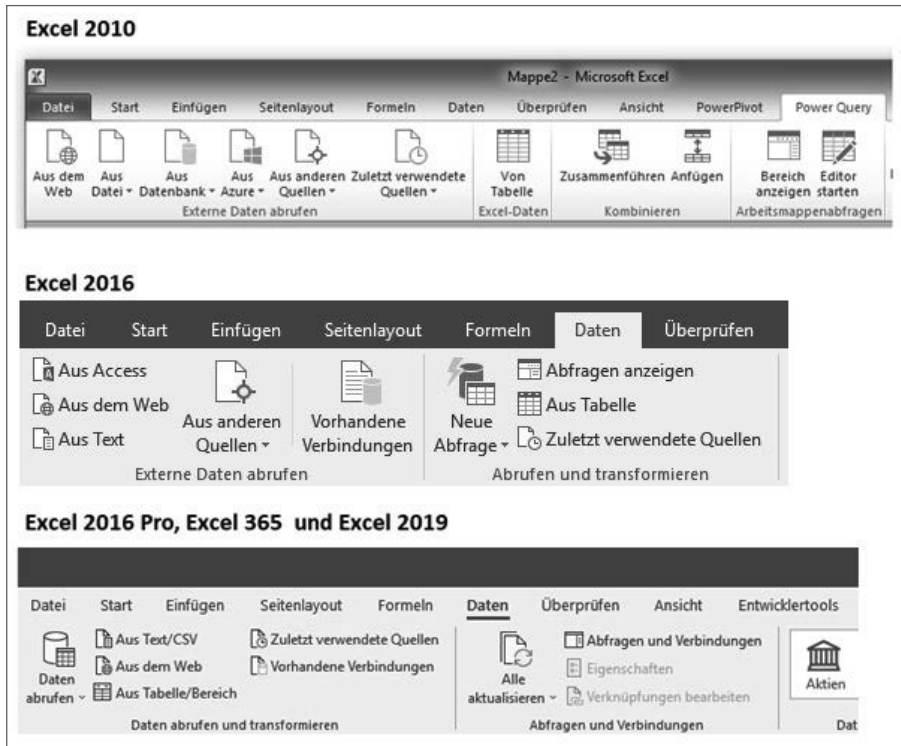 Excel 2010
Mappe2 - Microsoft Excel
Datei Start Einfügen Seitenlayout Formeln Daten Überprüfen Ansicht PowerPivot Power Query
Aus dem Aus Aus Aus Aus anderen Zuletzt verwendete Von Zusammenführen Anfügen Bereich Editor
Web Datei Datenbank Azure Quellen Quellen Tabelle anzeigen starten
Externe Daten abrufen Excel-Daten Kombinieren Arbeitsmappenabfragen
Excel 2016
Datei Start Einfügen Seitenlayout Formeln Daten Überprüfen
Aus Access
Aus dem Web
Aus Text
Aus anderen
Quellen
Vorhandene
Verbindungen
Externe Daten abrufen
Neue
Abfrage
Abfragen anzeigen
Aus Tabelle
Zuletzt verwendete Quellen
Abrufen und transformieren
Excel 2016 Pro, Excel 365 und Excel 2019
Datei Start Einfügen Seitenlayout Formeln Daten Überprüfen Ansicht Entwicklertools
Daten
abrufen
Aus Text/CSV
Aus dem Web
Aus Tabelle/Bereich
Zuletzt verwendete Quellen
Vorhandene Verbindungen
Daten abrufen und transformieren
Alle
aktualisieren
Abfragen und Verbindungen
Eigenschaften
Verknüpfungen bearbeiten
Abfragen und Verbindungen
Aktien
Dat